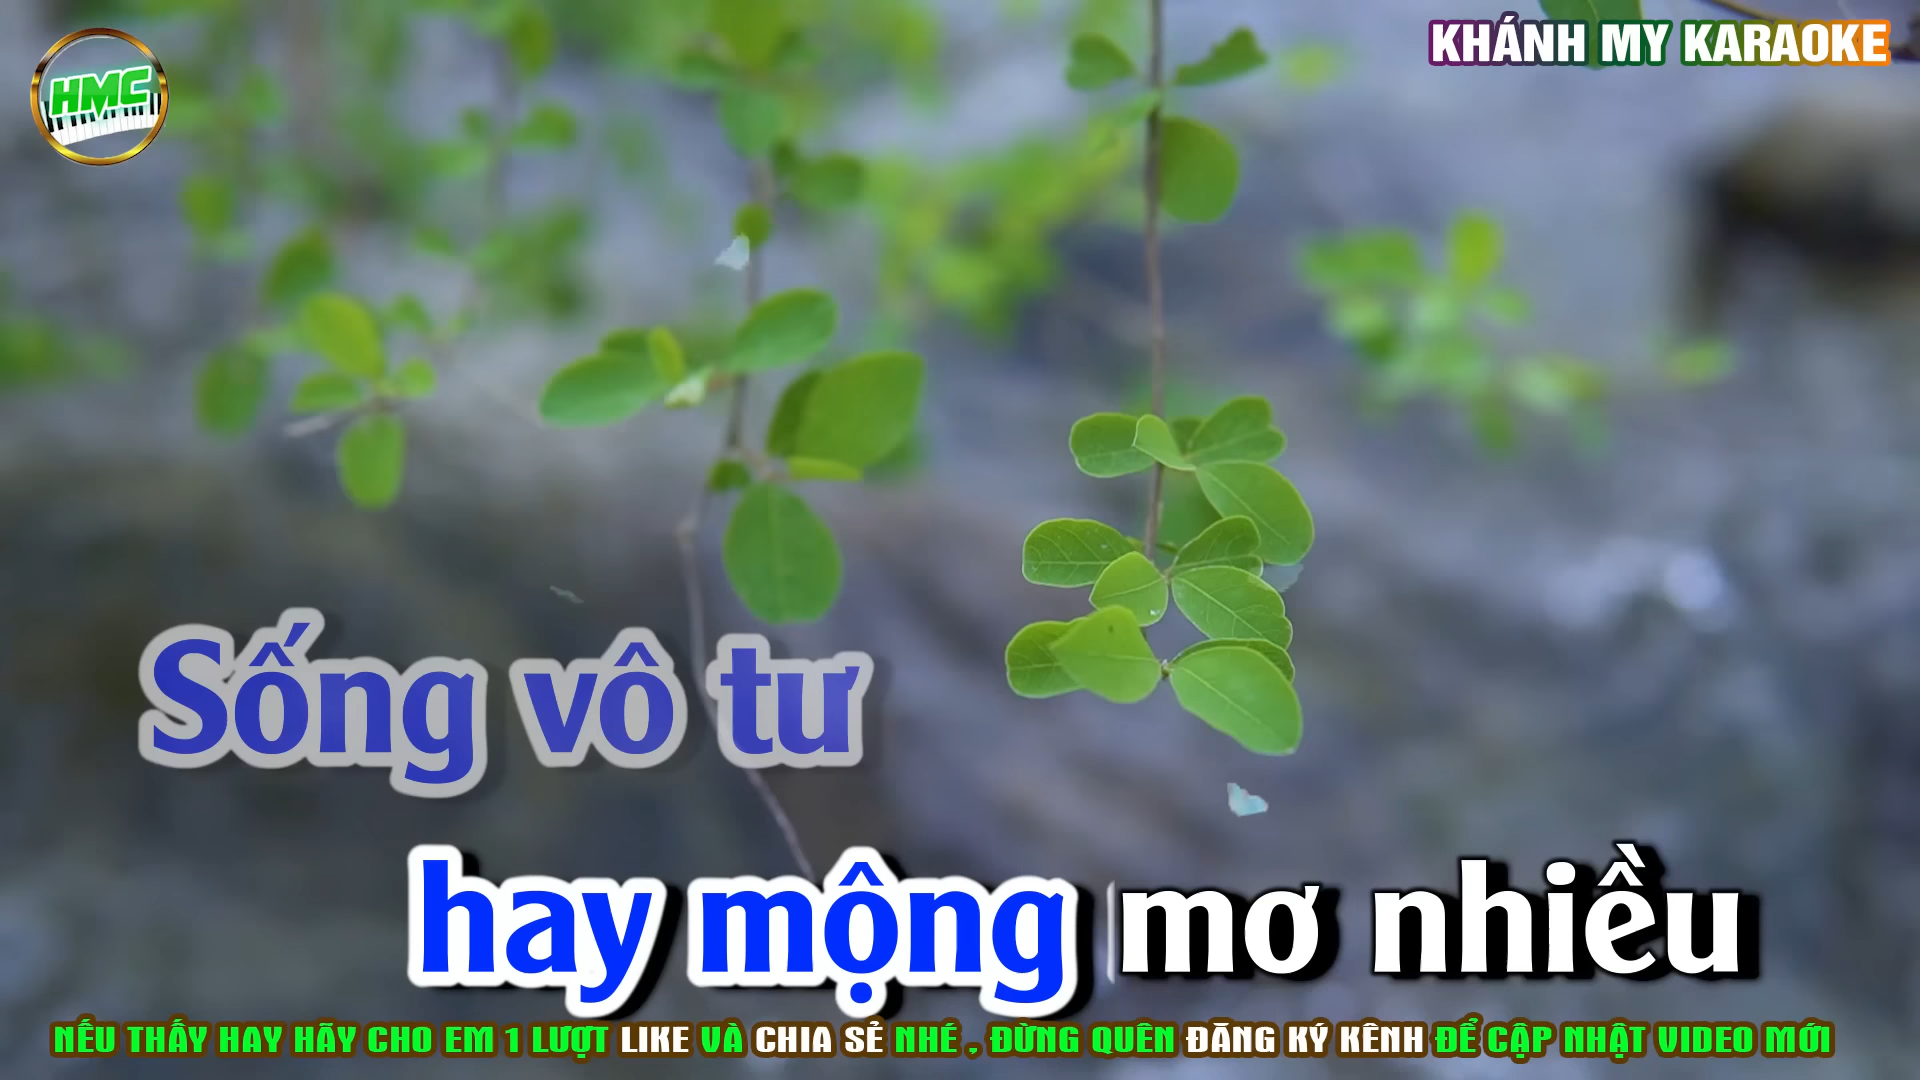 HMC
KHÁNH MY KARAOKE
Sống vô tư
hay mộng mơ nhiều
NẾU THẤY HAY HÃY CHO EM 1 LƯỢT LIKE VÀ CHIA SẺ NHÉ , ĐỪNG QUÊN ĐĂNG KÝ KÊNH ĐỂ CẬP NHẬT VIDEO MỚI